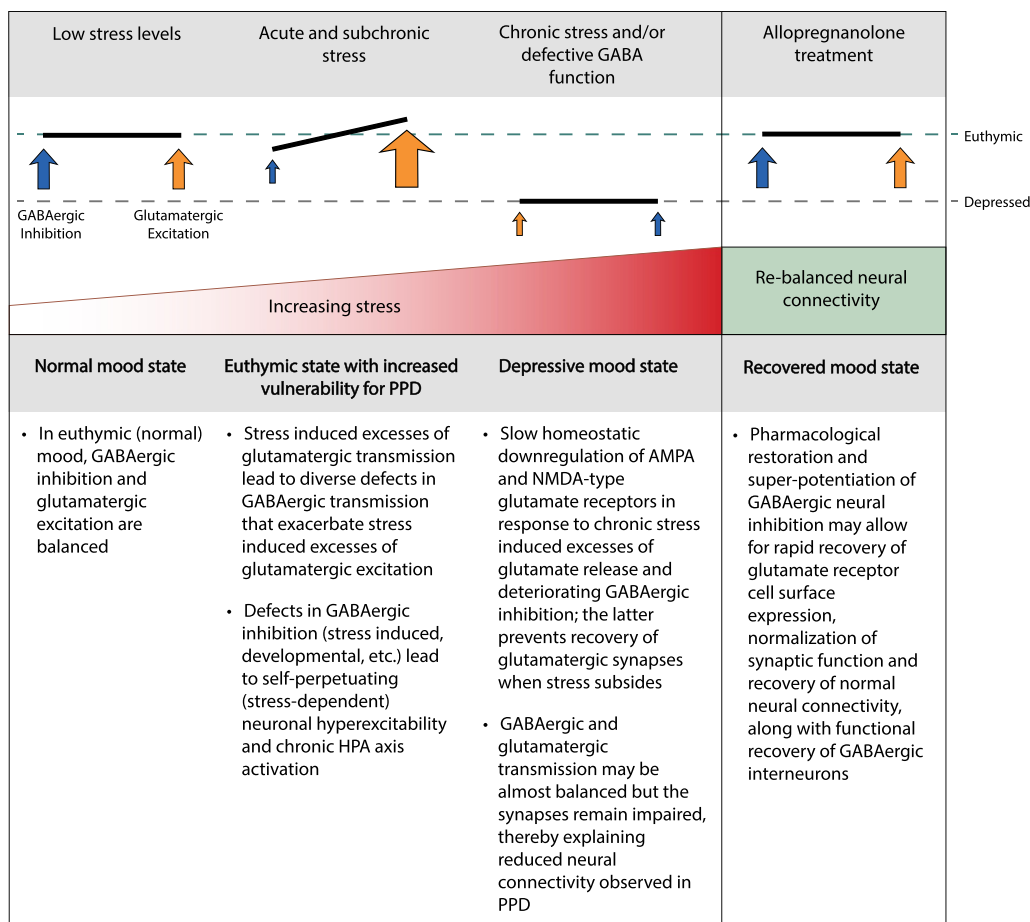 Low stress levels
Acute and subchronic
stress
Chronic stress and/or
defective GABA
function
Allopregnanolone
treatment
Euthymic
Depressed
GABAergic
Inhibition
Glutamatergic
Excitation
Increasing stress
Re-balanced neural
connectivity
Normal mood state
Euthymic state with increased
vulnerability for PPD
Depressive mood state
Recovered mood state
• In euthymic (normal)
mood, GABAergic
inhibition and
glutamatergic
excitation are
balanced
• Stress induced excesses of
glutamatergic transmission
lead to diverse defects in
GABAergic transmission
that exacerbate stress
induced excesses of
glutamatergic excitation
• Defects in GABAergic
inhibition (stress induced,
developmental, etc.) lead
to self-perpetuating
(stress-dependent)
neuronal hyperexcitability
and chronic HPA axis
activation
• Slow homeostatic
downregulation of AMPA
and NMDA-type
glutamate receptors in
response to chronic stress
induced excesses of
glutamate release and
deteriorating GABAergic
inhibition; the latter
prevents recovery of
glutamatergic synapses
when stress subsides
• GABAergic and
glutamatergic
transmission may be
almost balanced but the
synapses remain impaired,
thereby explaining
reduced neural
connectivity observed in
PPD
• Pharmacological
restoration and
super-potentiation of
GABAergic neural
inhibition may allow
for rapid recovery of
glutamate receptor
cell surface
expression,
normalization of
synaptic function and
recovery of normal
neural connectivity,
along with functional
recovery of GABAergic
interneurons